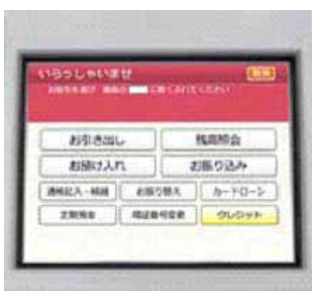 いらっしゃいませ
お引き出し 残高照会
お預け入れ お振り込み
通帳記入・繰越 お振り替え カードローン
定期預金 暗証番号変更 クレジット